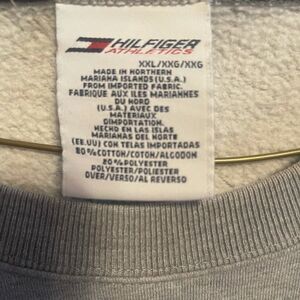 HILFIGER
ATHLETICS
XXL/XXG/XXG
MADE IN NORTHERN
MARIANA ISLANDS (U.S.A.)
FROM IMPORTED FABRIC.
FABRIQUE AUX ILES MARIANNES
DU NORD
(U.S.A) AVEC DES
MATERIAUX
D'IMPORTATION.
HECHO EN LAS ISLAS
MARIANAS DEL NORTE
(EE.UU) CON TELAS IMPORTADAS
80%COTTON/COTON/ALGODON
20%POLYESTER
POLYESTER/POLIESTER
OVER/VERSO/AL REVERSO